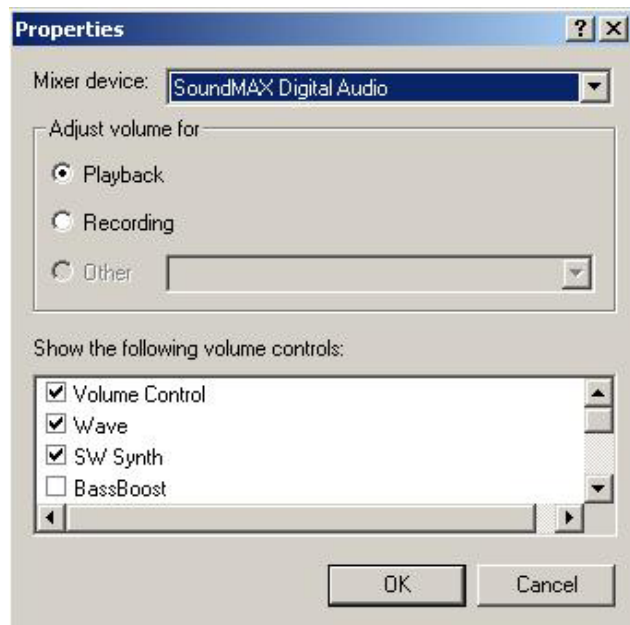 Properties
Mixer device: SoundMAX Digital Audio
Adjust volume for
Playback
Recording
Other
Show the following volume controls:
Volume Control
Wave
SW Synth
BassBoost
OK Cancel